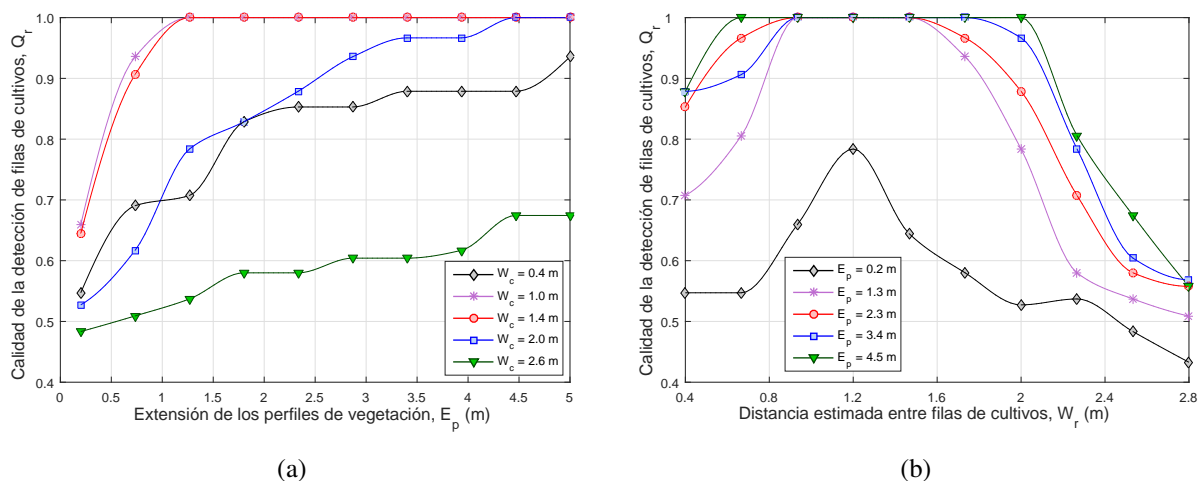 Calidad de la detección de filas de cultivos, Q_r
1.0
0.9
0.8
0.7
0.6
0.5
0.4
0 0.5 1 1.5 2 2.5 3 3.5 4 4.5 5
Extensión de los perfiles de vegetación, E_p (m)
W_c = 0.4 m
W_c = 1.0 m
W_c = 1.4 m
W_c = 2.0 m
W_c = 2.6 m
(a)
Calidad de la detección de filas de cultivos, Q_r
1.0
0.9
0.8
0.7
0.6
0.5
0.4
0.4 0.8 1.2 1.6 2 2.4 2.8
Distancia estimada entre filas de cultivos, W_r (m)
E_p = 0.2 m
E_p = 1.3 m
E_p = 2.3 m
E_p = 3.4 m
E_p = 4.5 m
(b)